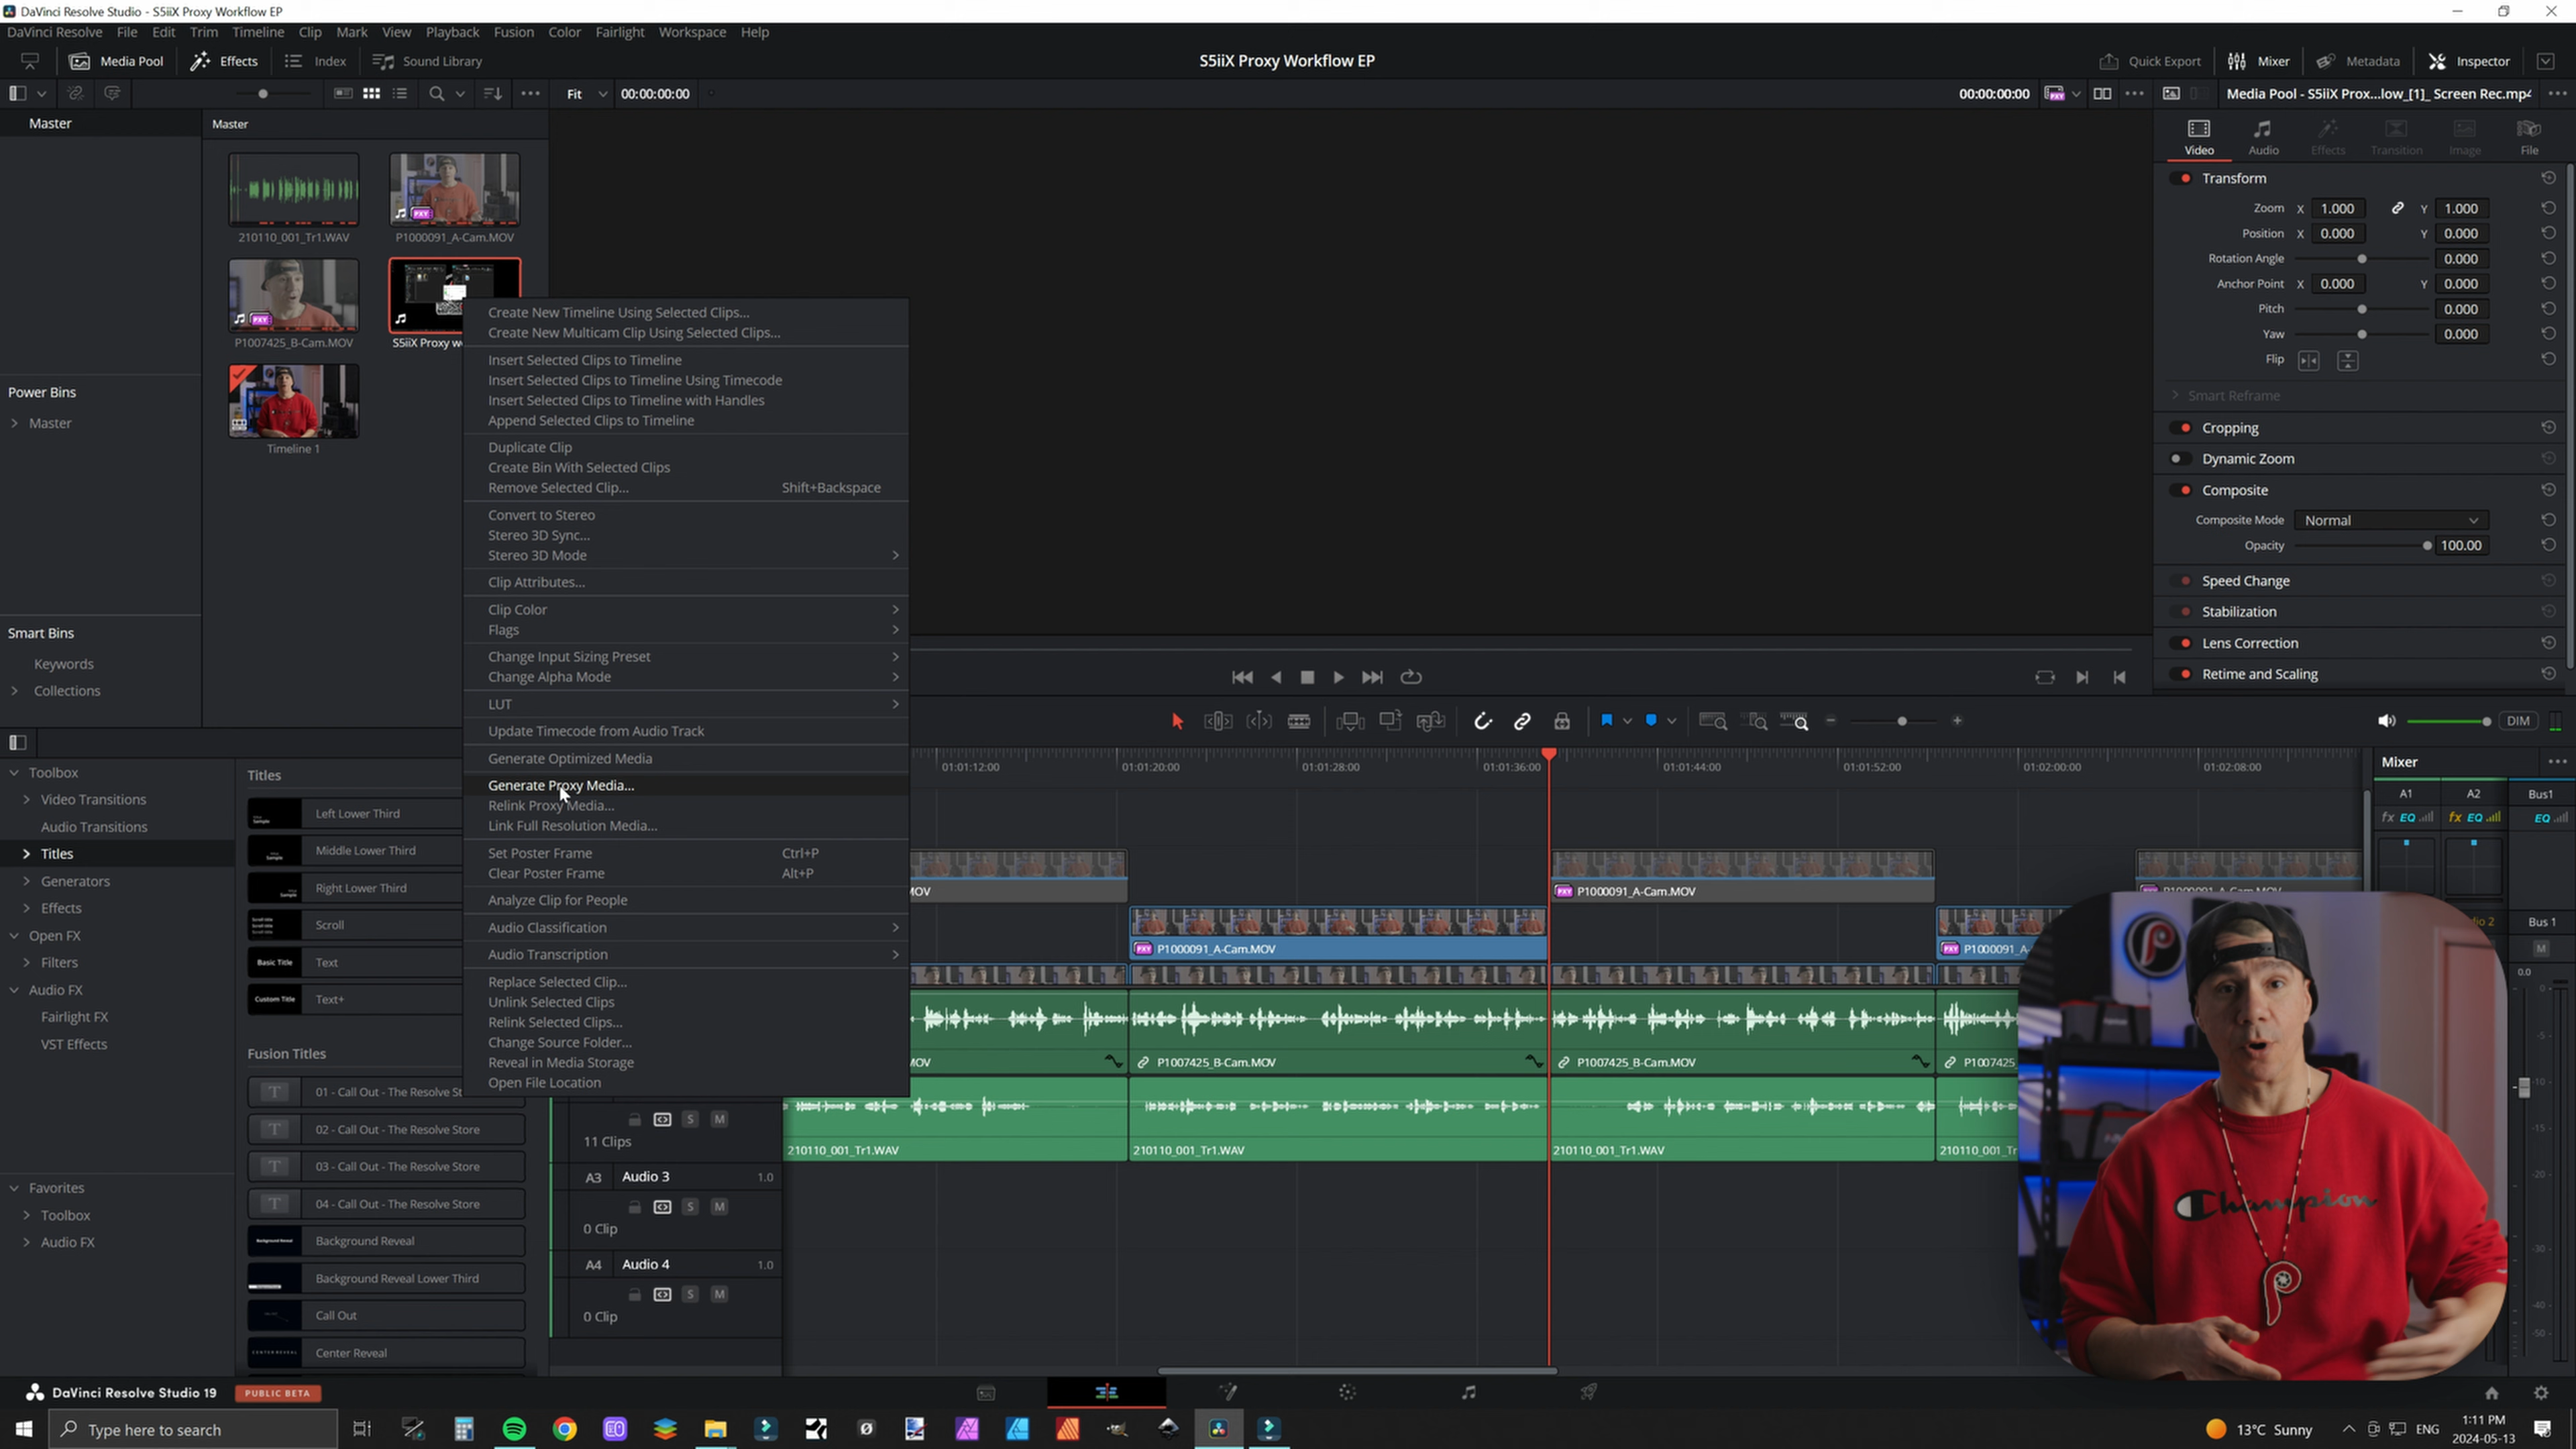 DaVinci Resolve Studio - S5iiX Proxy Workflow EP
DaVinci Resolve File Edit Trim Timeline Clip Mark View Playback Fusion Color Fairlight Workspace Help
Media Pool Effects Index Sound Library
S5iiX Proxy Workflow EP
Quick Export Mixer Metadata Inspector
Fit 00:00:00:00
00:00:00:00
Media Pool - S5iiX Prox...low_[1]_ Screen Rec.mp4
Master
Master
210110_001_Tr1.WAV
PXY
P1000091_A-Cam.MOV
PXY
P1007425_B-Cam.MOV
S5iiX Proxy wo
Timeline 1
Power Bins
Master
Smart Bins
Keywords
Collections
Create New Timeline Using Selected Clips...
Create New Multicam Clip Using Selected Clips...
Insert Selected Clips to Timeline
Insert Selected Clips to Timeline Using Timecode
Insert Selected Clips to Timeline with Handles
Append Selected Clips to Timeline
Duplicate Clip
Create Bin With Selected Clips
Remove Selected Clip... Shift+Backspace
Convert to Stereo
Stereo 3D Sync...
Stereo 3D Mode
Clip Attributes...
Clip Color
Flags
Change Input Sizing Preset
Change Alpha Mode
LUT
Update Timecode from Audio Track
Generate Optimized Media
Generate Proxy Media...
Relink Proxy Media...
Link Full Resolution Media...
Set Poster Frame Ctrl+P
Clear Poster Frame Alt+P
Analyze Clip for People
Audio Classification
Audio Transcription
Replace Selected Clip...
Unlink Selected Clips
Relink Selected Clips...
Change Source Folder...
Reveal in Media Storage
Open File Location
Video Audio Effects Transition Image File
Transform
Zoom X 1.000 Y 1.000
Position X 0.000 Y 0.000
Rotation Angle 0.000
Anchor Point X 0.000 Y 0.000
Pitch 0.000
Yaw 0.000
Flip
Smart Reframe
Cropping
Dynamic Zoom
Composite
Composite Mode Normal
Opacity 100.00
Speed Change
Stabilization
Lens Correction
Retime and Scaling
DIM
Toolbox
Video Transitions
Audio Transitions
Titles
Generators
Effects
Open FX
Filters
Audio FX
Fairlight FX
VST Effects
Favorites
Toolbox
Audio FX
Titles
Left Lower Third
Middle Lower Third
Right Lower Third
Scroll
Basic Title Text
Custom Title Text+
Fusion Titles
T 01 - Call Out - The Resolve St
T 02 - Call Out - The Resolve Store
T 03 - Call Out - The Resolve Store
T 04 - Call Out - The Resolve Store
Background Reveal
Background Reveal Lower Third
Call Out
CENTER REVEAL Center Reveal
01:01:12:00 01:01:20:00 01:01:28:00 01:01:36:00 01:01:44:00 01:01:52:00 01:02:00:00 01:02:08:00
MOV
PXY P1000091_A-Cam.MOV
P1000091_A-Cam.MOV
PXY P1000091_A-Cam.MOV
PXY P1000091_A-
MOV
P1007425_B-Cam.MOV
P1007425_B-Cam.MOV
P1007425_
210110_001_Tr1.WAV
210110_001_Tr1.WAV
210110_001_Tr1.WAV
210110_001_Tr
S M
11 Clips
A3 Audio 3 1.0
S M
0 Clip
A4 Audio 4 1.0
S M
0 Clip
Mixer
A1 A2 Bus1
fx EQ fx EQ EQ
io 2 Bus 1
M
0.0
0
-5
-10
-15
-20
-30
-40
-50
Champion
DaVinci Resolve Studio 19 PUBLIC BETA
Type here to search
13°C Sunny
ENG
1:11 PM
2024-05-13